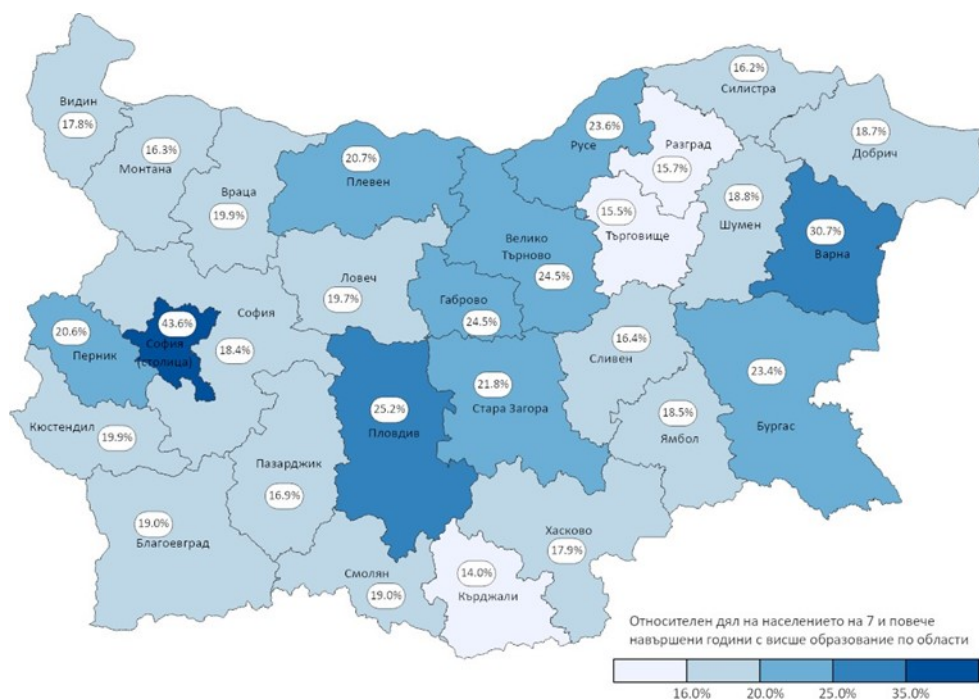 16.2%
Силистра
Видин
17.8%
23.6%
Русе
18.7%
Добрич
16.3%
Монтана
20.7%
Плевен
Разград
15.7%
Враца
19.9%
18.8%
Шумен
15.5%
Търговище
30.7%
Варна
Велико
Търново
24.5%
Ловеч
19.7%
Габрово
24.5%
София
18.4%
43.6%
София
(столица)
20.6%
Перник
16.4%
Сливен
23.4%
Бургас
21.8%
Стара Загора
25.2%
Пловдив
18.5%
Ямбол
Кюстендил
19.9%
Пазарджик
16.9%
19.0%
Благоевград
Хасково
17.9%
Смолян
19.0%
14.0%
Кърджали
Относителен дял на населението на 7 и повече
навършени години с висше образование по области
16.0% 20.0% 25.0% 35.0%